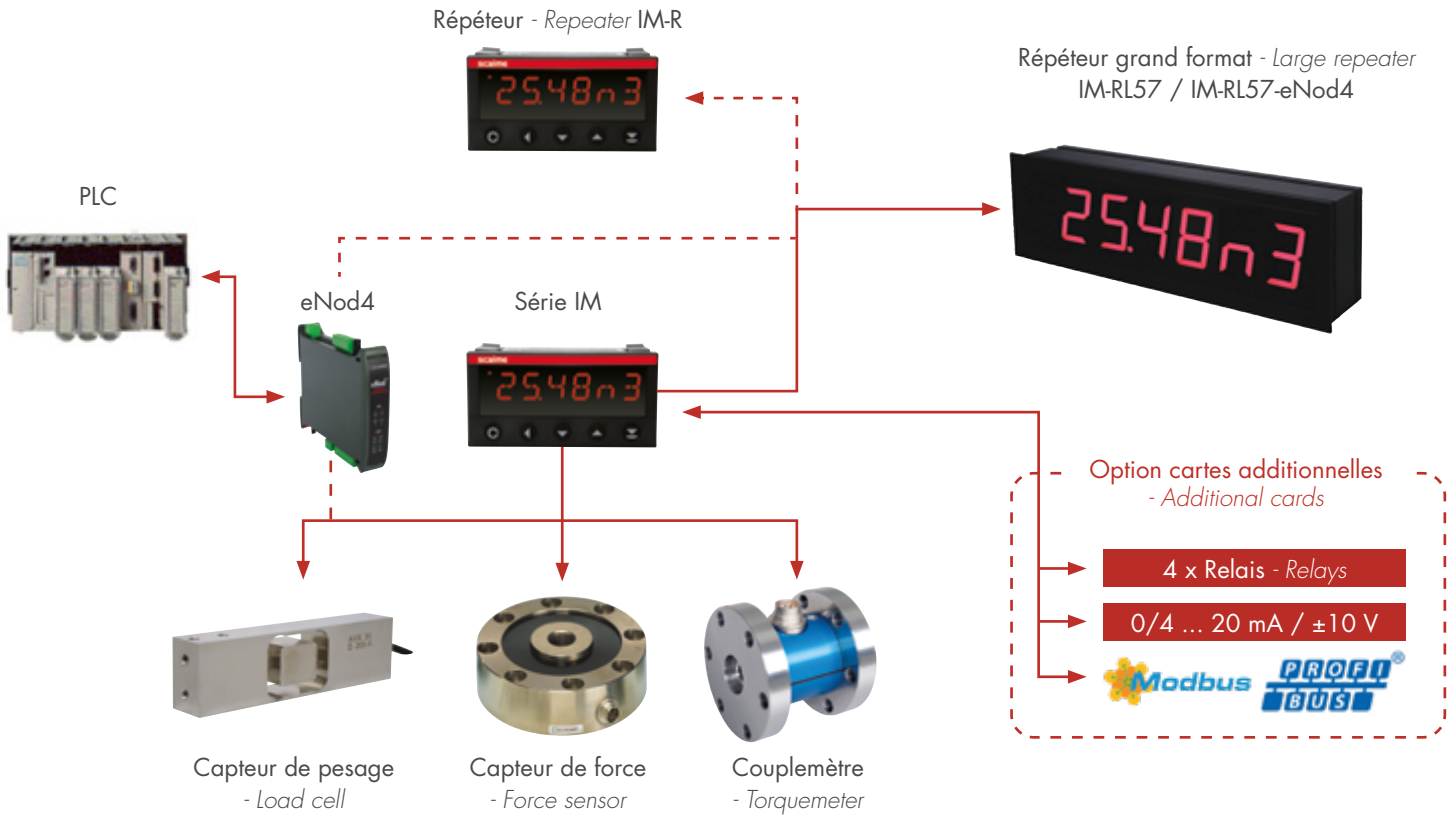 Répéteur - Repeater IM-R
scaime
25.48n3
Répéteur grand format - Large repeater
IM-RL57 / IM-RL57-eNod4
25.48n3
PLC
eNod4
Série IM
scaime
25.48n3
Option cartes additionnelles
- Additional cards
4 x Relais - Relays
0/4 ... 20 mA / ±10 V
Modbus
PROFI®
BUS
Capteur de pesage
- Load cell
Capteur de force
- Force sensor
Couplemètre
- Torquemeter